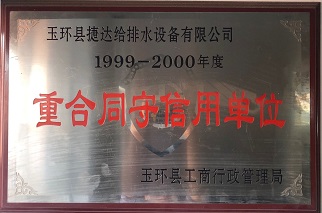 玉环县捷达给排水设备有限公司
1999-2000年度
重合同守信用单位
玉环县工商行政管理局